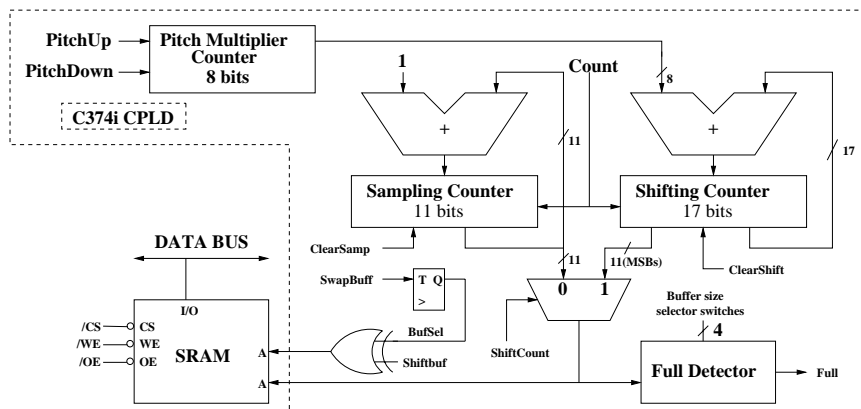 PitchUp
PitchDown
Pitch Multiplier
Counter
8 bits
C374i CPLD
1
Count
8
+
+
11
17
Sampling Counter
11 bits
Shifting Counter
17 bits
ClearSamp
11
11(MSBs)
ClearShift
DATA BUS
SwapBuff
T Q
>
0 1
Buffer size
selector switches
4
I/O
/CS
CS
/WE
WE
/OE
OE
SRAM
A
A
BufSel
Shiftbuf
ShiftCount
Full Detector
Full